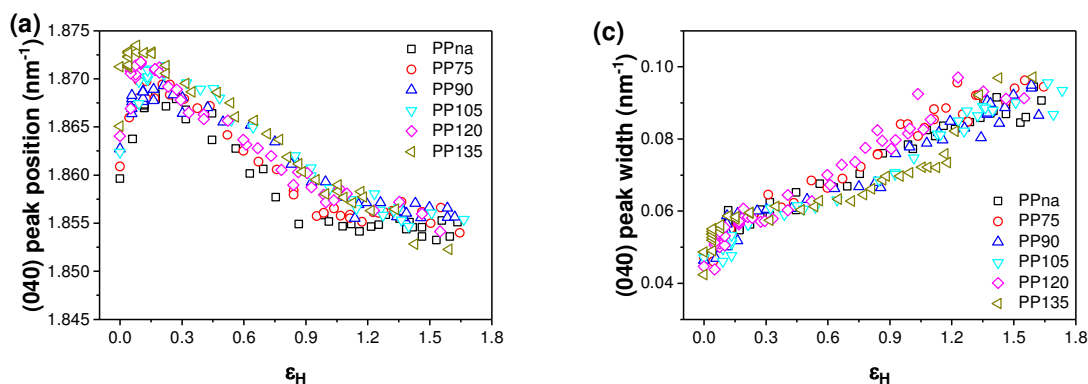 (a)
(040) peak position (nm⁻¹)
1.875
1.870
1.865
1.860
1.855
1.850
1.845
PPna
PP75
PP90
PP105
PP120
PP135
0.0 0.3 0.6 0.9 1.2 1.5 1.8
εH
(c)
(040) peak width (nm⁻¹)
0.10
0.08
0.06
0.04
PPna
PP75
PP90
PP105
PP120
PP135
0.0 0.3 0.6 0.9 1.2 1.5 1.8
εH